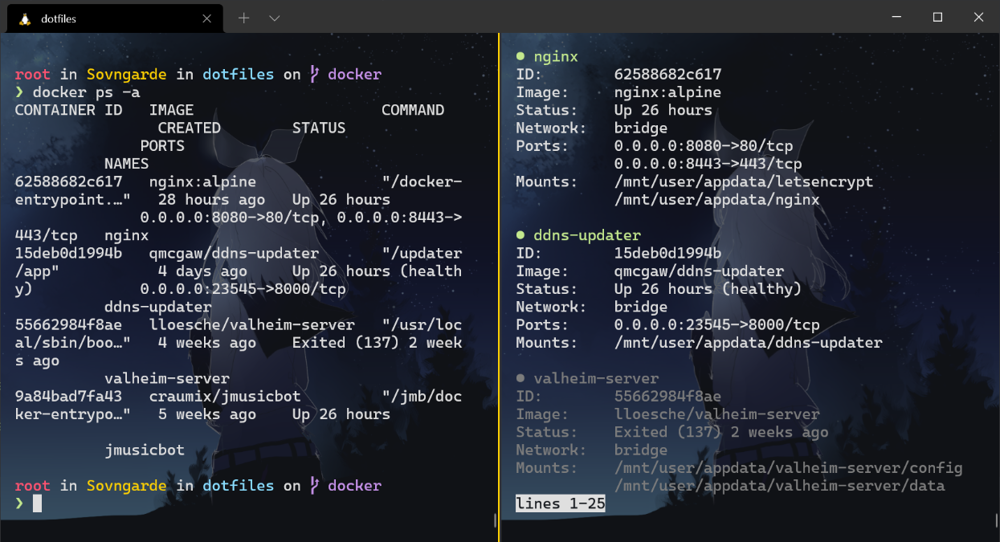 dotfiles
root in Sovngarde in dotfiles on docker
❯ docker ps -a
CONTAINER ID   IMAGE                     COMMAND
                CREATED        STATUS
              PORTS
          NAMES
62588682c617   nginx:alpine              "/docker-
entrypoint.…"   28 hours ago   Up 26 hours
              0.0.0.0:8080->80/tcp, 0.0.0.0:8443->
443/tcp   nginx
15deb0d1994b   qmcgaw/ddns-updater       "/updater
/app"           4 days ago     Up 26 hours (health
y)         0.0.0.0:23545->8000/tcp
          ddns-updater
55662984f8ae   lloesche/valheim-server   "/usr/loc
al/sbin/boo…"   4 weeks ago    Exited (137) 2 week
s ago
          valheim-server
9a84bad7fa43   craumix/jmusicbot         "/jmb/doc
ker-entrypo…"   5 weeks ago    Up 26 hours
          jmusicbot
root in Sovngarde in dotfiles on docker
❯
● nginx
ID:        62588682c617
Image:     nginx:alpine
Status:    Up 26 hours
Network:   bridge
Ports:     0.0.0.0:8080->80/tcp
           0.0.0.0:8443->443/tcp
Mounts:    /mnt/user/appdata/letsencrypt
           /mnt/user/appdata/nginx
● ddns-updater
ID:        15deb0d1994b
Image:     qmcgaw/ddns-updater
Status:    Up 26 hours (healthy)
Network:   bridge
Ports:     0.0.0.0:23545->8000/tcp
Mounts:    /mnt/user/appdata/ddns-updater
● valheim-server
ID:        55662984f8ae
Image:     lloesche/valheim-server
Status:    Exited (137) 2 weeks ago
Network:   bridge
Mounts:    /mnt/user/appdata/valheim-server/config
           /mnt/user/appdata/valheim-server/data
lines 1-25